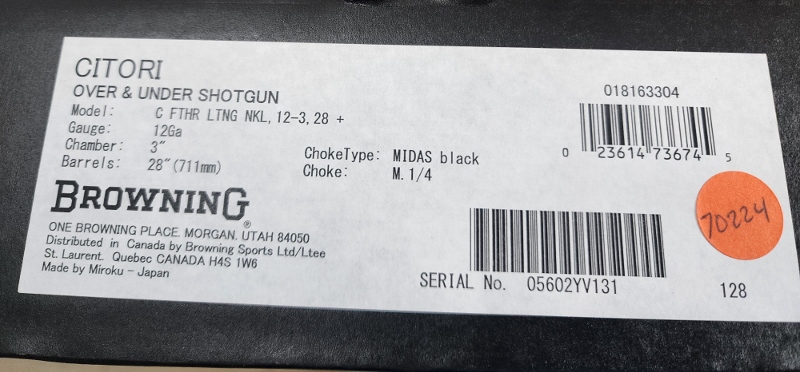 CITORI
OVER & UNDER SHOTGUN
Model: C FTHR LTNG NKL, 12-3, 28 +
Gauge: 12Ga
Chamber: 3"
Barrels: 28"(711mm)
ChokeType: MIDAS black
Choke: M.1/4
BROWNING®
ONE BROWNING PLACE. MORGAN, UTAH 84050
Distributed in Canada by Browning Sports Ltd/Ltee
St. Laurent. Quebec CANADA H4S 1W6
Made by Miroku - Japan
018163304
0 23614 73674 5
70224
SERIAL No. 05602YV131
128